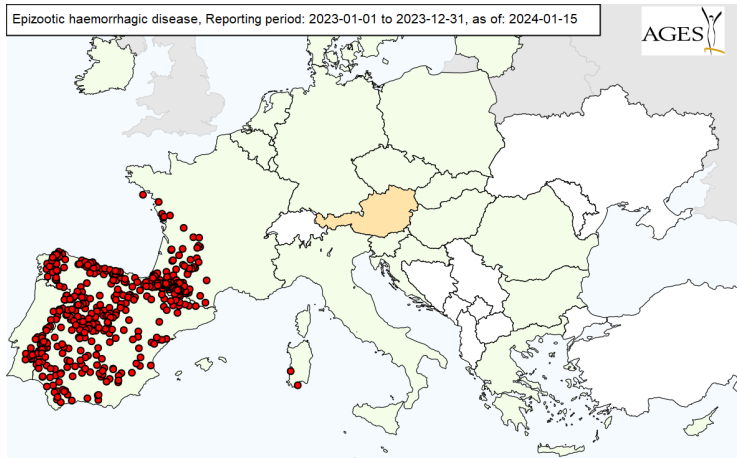 Epizootic haemorrhagic disease, Reporting period: 2023-01-01 to 2023-12-31, as of: 2024-01-15
AGES